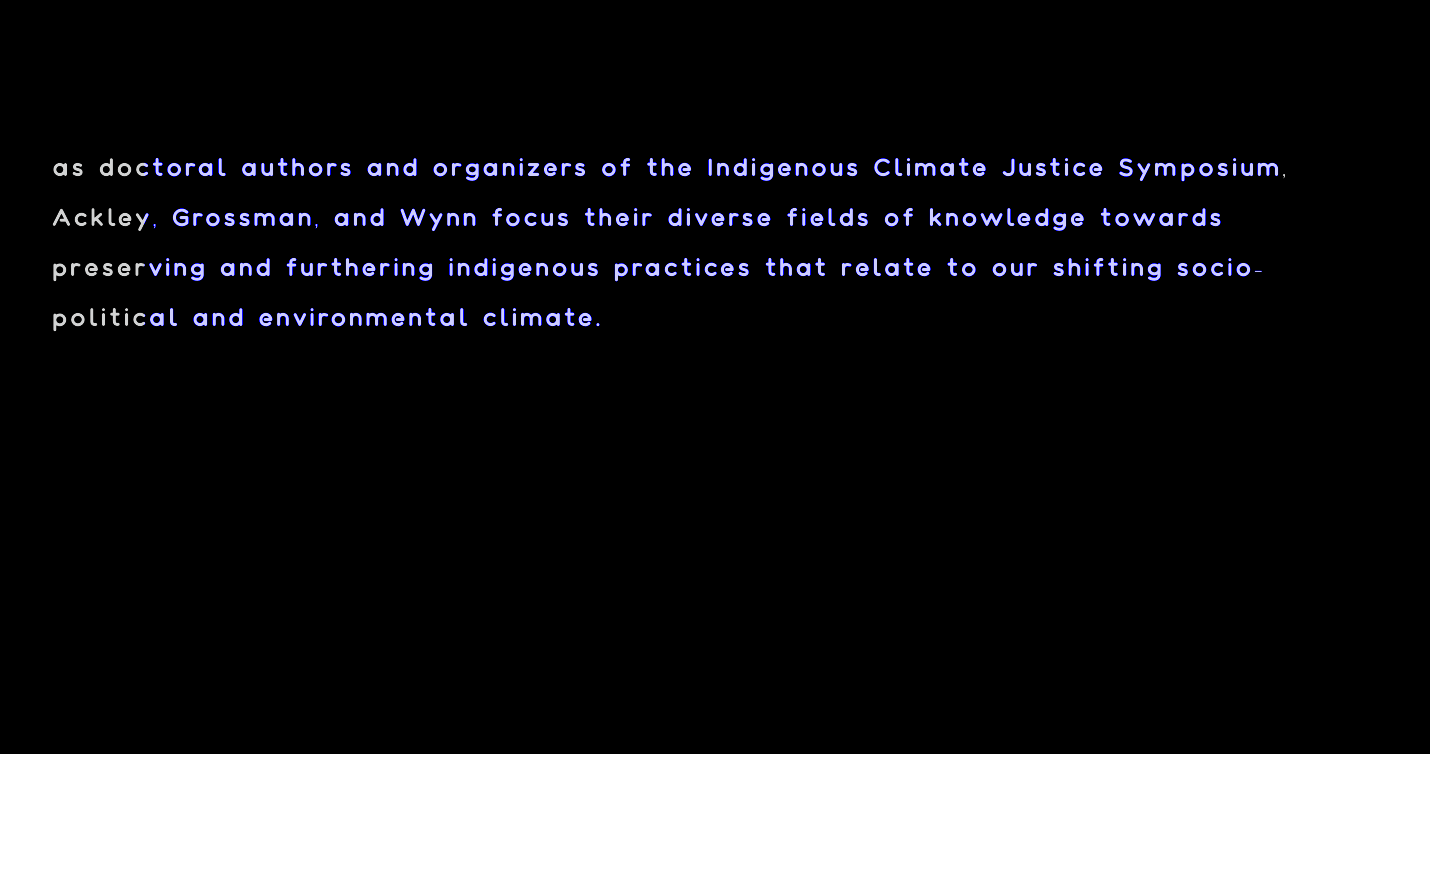 as doctoral authors and organizers of the Indigenous Climate Justice Symposium,
Ackley, Grossman, and Wynn focus their diverse fields of knowledge towards
preserving and furthering indigenous practices that relate to our shifting socio-
political and environmental climate.